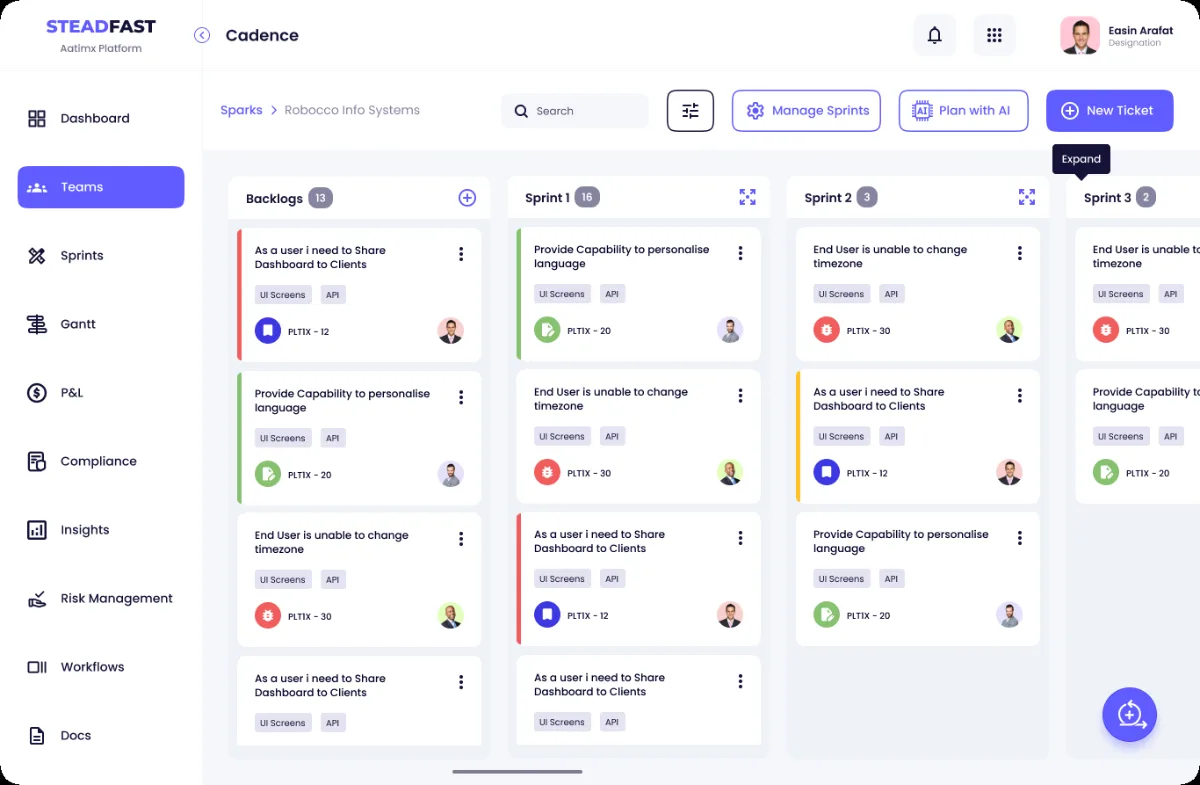 STEADFAST
Aatimx Platform
Cadence
Easin Arafat
Designation
Dashboard
Teams
Sprints
Gantt
P&L
Compliance
Insights
Risk Management
Workflows
Docs
Sparks > Robocco Info Systems
Search
Manage Sprints
AI Plan with AI
New Ticket
Expand
Backlogs 13
As a user i need to Share
Dashboard to Clients
UI Screens API
PLTIX - 12
Provide Capability to personalise
language
UI Screens API
PLTIX - 20
End User is unable to change
timezone
UI Screens API
PLTIX - 30
As a user i need to Share
Dashboard to Clients
UI Screens API
Sprint 1 16
Provide Capability to personalise
language
UI Screens API
PLTIX - 20
End User is unable to change
timezone
UI Screens API
PLTIX - 30
As a user i need to Share
Dashboard to Clients
UI Screens API
PLTIX - 12
As a user i need to Share
Dashboard to Clients
UI Screens API
Sprint 2 3
End User is unable to change
timezone
UI Screens API
PLTIX - 30
As a user i need to Share
Dashboard to Clients
UI Screens API
PLTIX - 12
Provide Capability to personalise
language
UI Screens API
PLTIX - 20
Sprint 3 2
End User is unable to
timezone
UI Screens API
PLTIX - 30
Provide Capability to
language
UI Screens API
PLTIX - 20